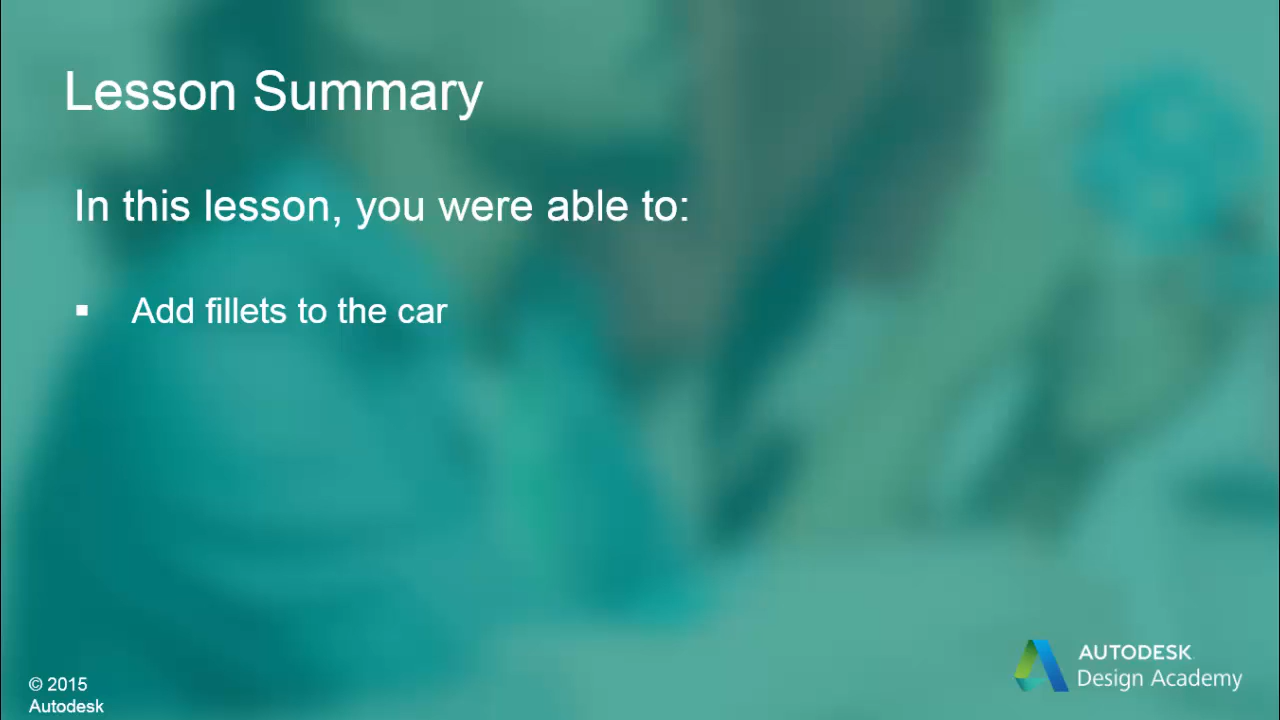 Lesson Summary
In this lesson, you were able to:
▪ Add fillets to the car
© 2015
Autodesk
AUTODESK
Design Academy